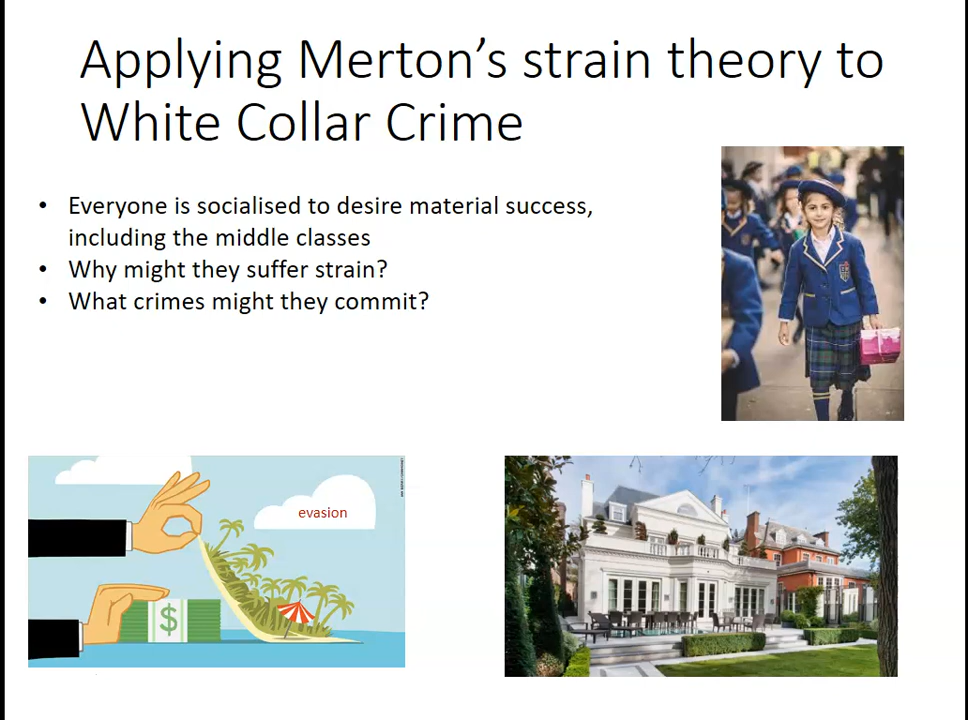 Applying Merton’s strain theory to
White Collar Crime
• Everyone is socialised to desire material success,
including the middle classes
• Why might they suffer strain?
• What crimes might they commit?
evasion
$